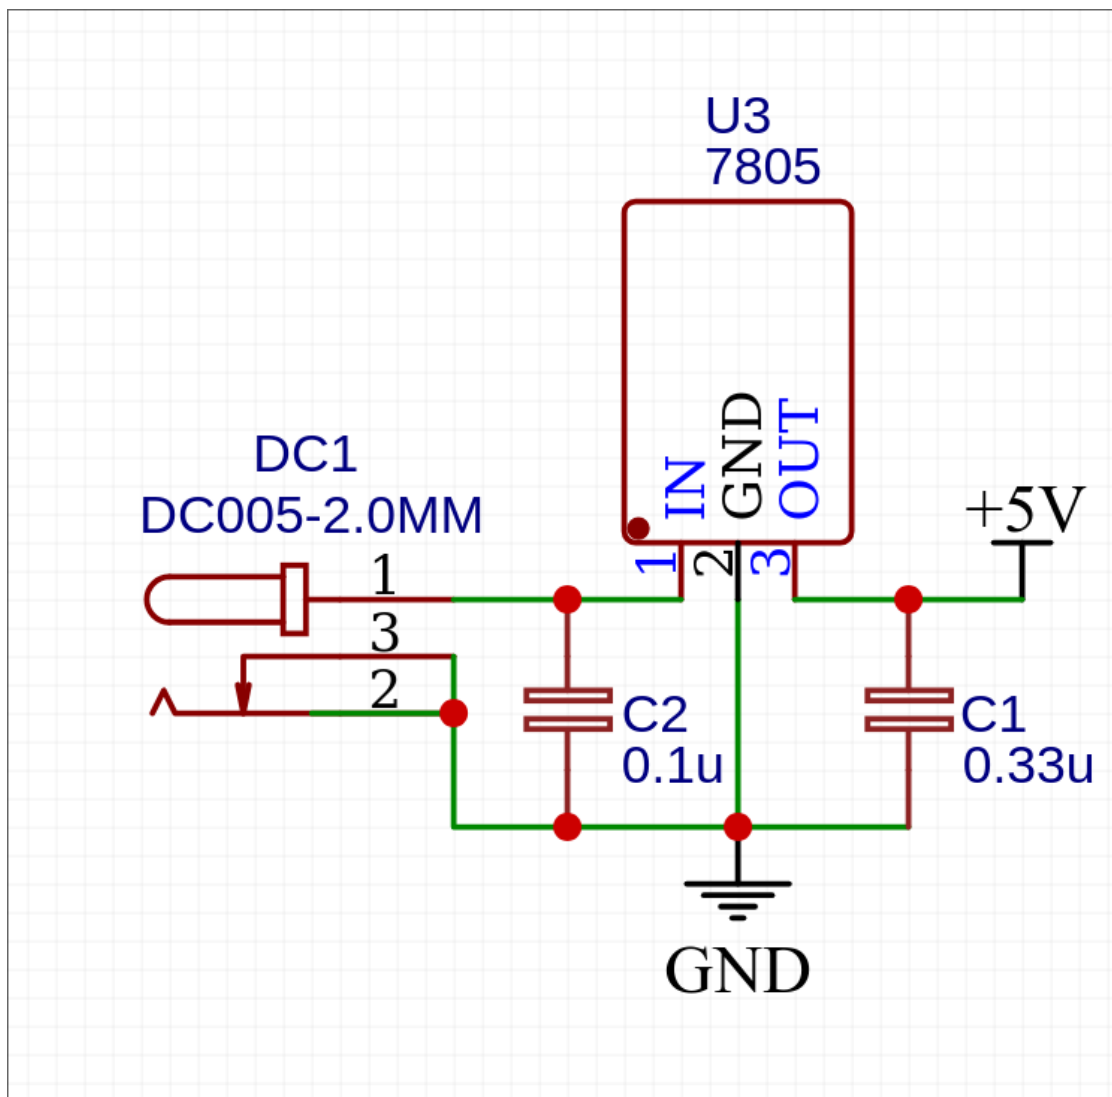 U3
7805
IN
GND
OUT
1
2
3
DC1
DC005-2.0MM
1
3
2
+5V
C2
0.1u
C1
0.33u
GND